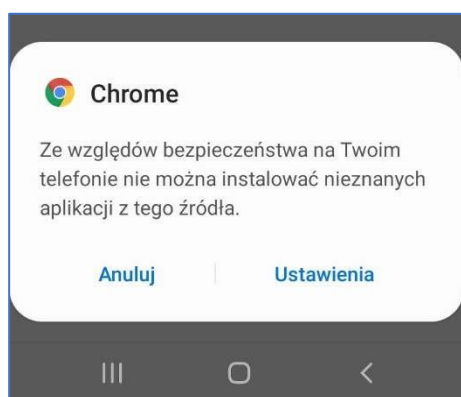 Chrome
Ze względów bezpieczeństwa na Twoim
telefonie nie można instalować nieznanych
aplikacji z tego źródła.
Anuluj
Ustawienia